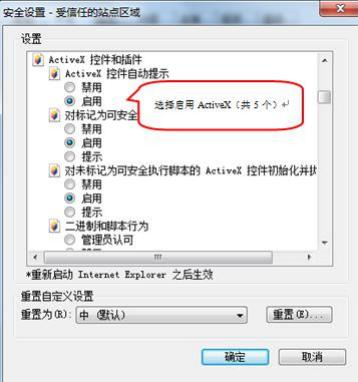 安全设置 - 受信任的站点区域
设置
ActiveX 控件和插件
ActiveX 控件自动提示
禁用
启用
选择启用 ActiveX（共 5 个）↵
对标记为可安全
禁用
启用
提示
对未标记为可安全执行脚本的 ActiveX 控件初始化并执
禁用
启用
提示
二进制和脚本行为
管理员认可
*重新启动 Internet Explorer 之后生效
重置自定义设置
重置为(R): 中 (默认) 重置(E)...
确定 取消